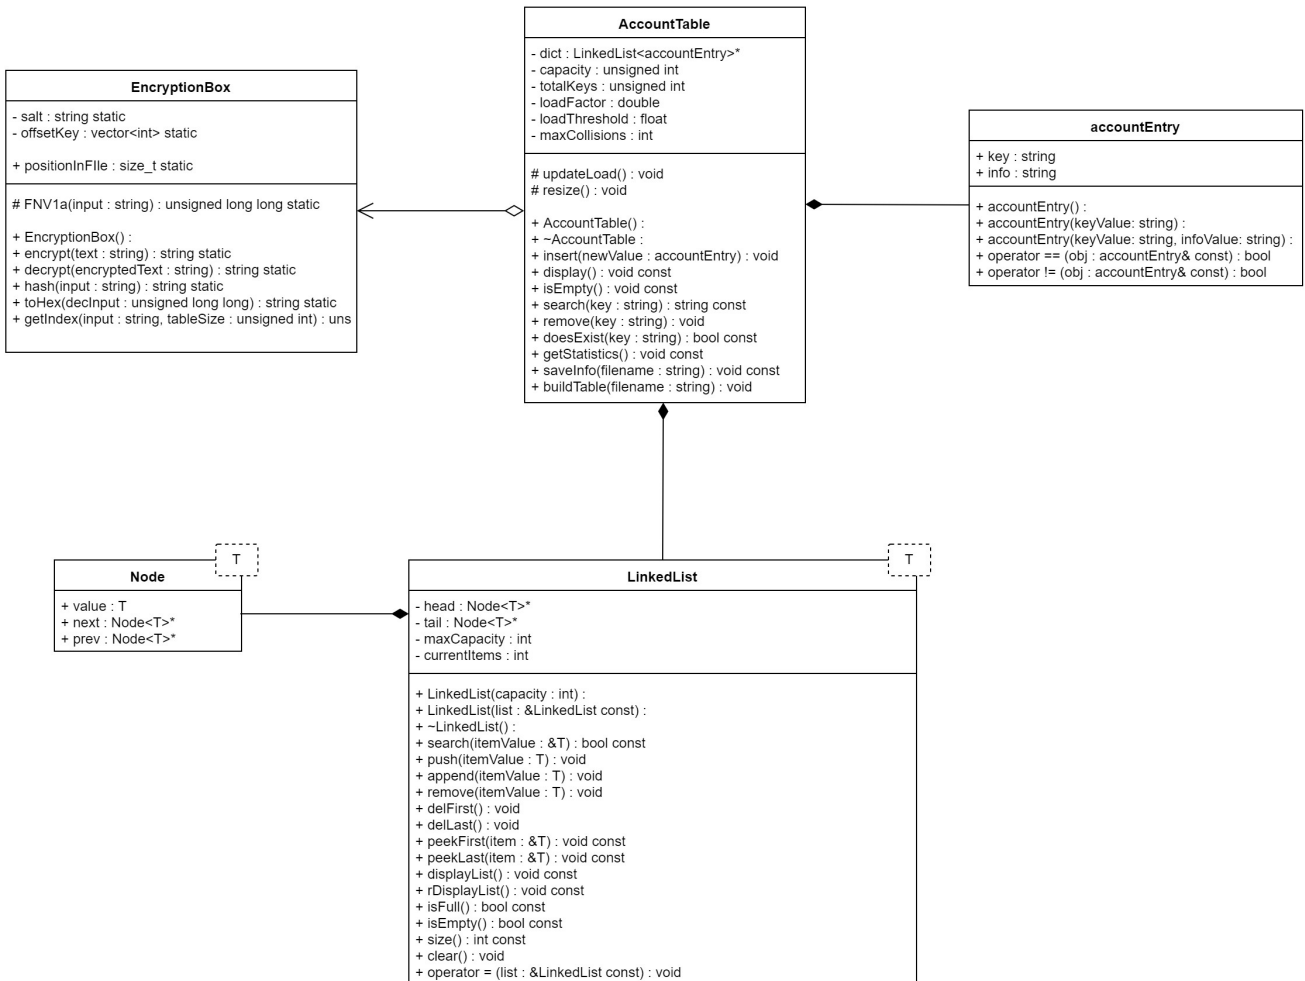 AccountTable
- dict : LinkedList<accountEntry>*
- capacity : unsigned int
- totalKeys : unsigned int
- loadFactor : double
- loadThreshold : float
- maxCollisions : int
# updateLoad() : void
# resize() : void
+ AccountTable() :
+ ~AccountTable :
+ insert(newValue : accountEntry) : void
+ display() : void const
+ isEmpty() : void const
+ search(key : string) : string const
+ remove(key : string) : void
+ doesExist(key : string) : bool const
+ getStatistics() : void const
+ saveInfo(filename : string) : void const
+ buildTable(filename : string) : void
EncryptionBox
- salt : string static
- offsetKey : vector<int> static
+ positionInFIle : size_t static
# FNV1a(input : string) : unsigned long long static
+ EncryptionBox() :
+ encrypt(text : string) : string static
+ decrypt(encryptedText : string) : string static
+ hash(input : string) : string static
+ toHex(decInput : unsigned long long) : string static
+ getIndex(input : string, tableSize : unsigned int) : uns
accountEntry
+ key : string
+ info : string
+ accountEntry() :
+ accountEntry(keyValue: string) :
+ accountEntry(keyValue: string, infoValue: string) :
+ operator == (obj : accountEntry& const) : bool
+ operator != (obj : accountEntry& const) : bool
T
Node
+ value : T
+ next : Node<T>*
+ prev : Node<T>*
T
LinkedList
- head : Node<T>*
- tail : Node<T>*
- maxCapacity : int
- currentItems : int
+ LinkedList(capacity : int) :
+ LinkedList(list : &LinkedList const) :
+ ~LinkedList() :
+ search(itemValue : &T) : bool const
+ push(itemValue : T) : void
+ append(itemValue : T) : void
+ remove(itemValue : T) : void
+ delFirst() : void
+ delLast() : void
+ peekFirst(item : &T) : void const
+ peekLast(item : &T) : void const
+ displayList() : void const
+ rDisplayList() : void const
+ isFull() : bool const
+ isEmpty() : bool const
+ size() : int const
+ clear() : void
+ operator = (list : &LinkedList const) : void